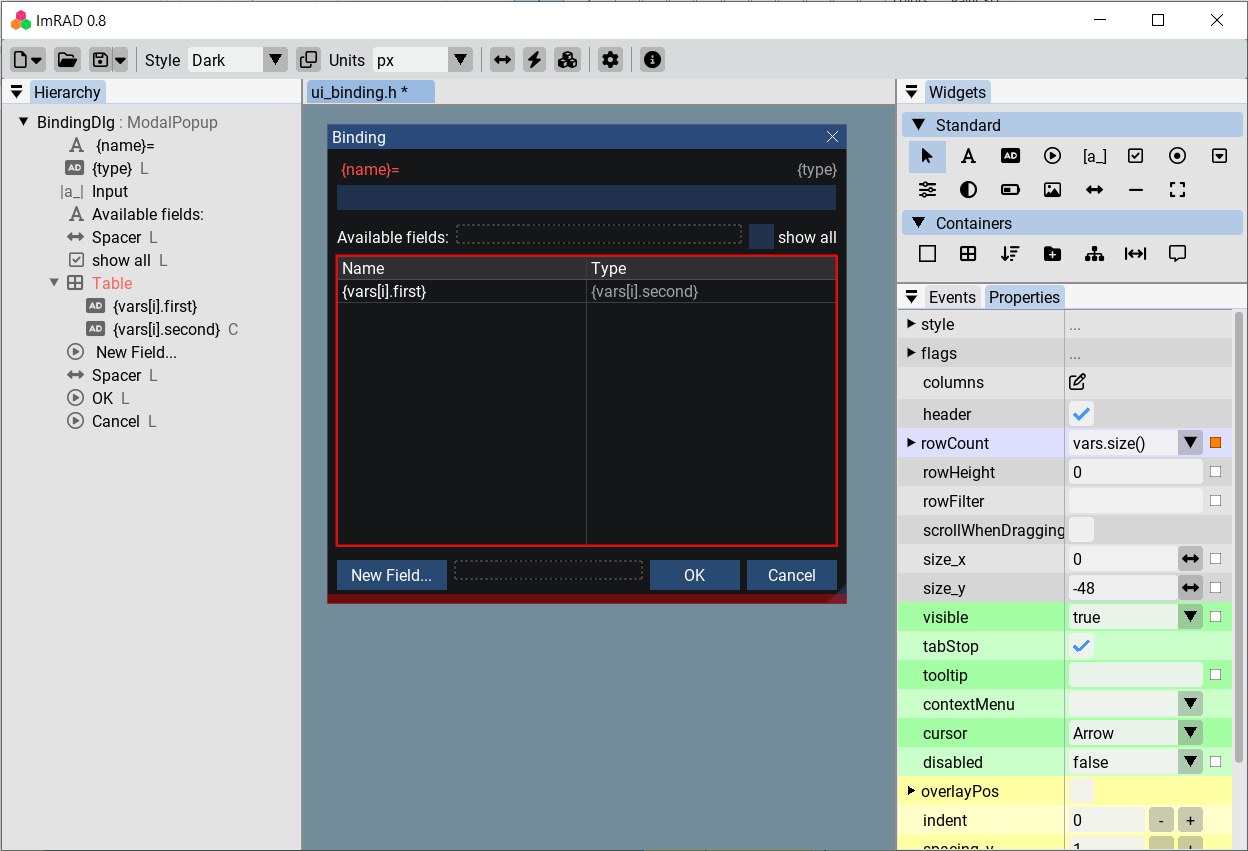 ImRAD 0.8
Style Dark Units px
Hierarchy
BindingDlg : ModalPopup
{name}=
{type} L
Input
Available fields:
Spacer L
show all L
Table
{vars[i].first}
{vars[i].second} C
New Field...
Spacer L
OK L
Cancel L
ui_binding.h *
Binding
{name}= {type}
Available fields: show all
Name Type
{vars[i].first} {vars[i].second}
New Field... OK Cancel
Widgets
Standard
Containers
Events Properties
style ...
flags ...
columns
header
rowCount vars.size()
rowHeight 0
rowFilter
scrollWhenDragging
size_x 0
size_y -48
visible true
tabStop
tooltip
contextMenu
cursor Arrow
disabled false
overlayPos
indent 0 - +
spacing_y 1